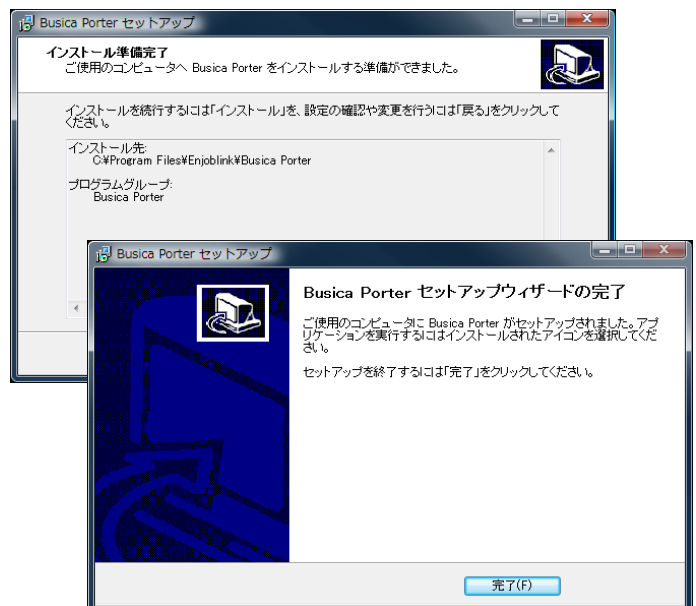 Busica Porter セットアップ
インストール準備完了
ご使用のコンピュータへ Busica Porter をインストールする準備ができました。
インストールを続行するには「インストール」を、設定の確認や変更を行うには「戻る」をクリックして
ください。
インストール先:
C:¥Program Files¥Enjoblink¥Busica Porter
プログラムグループ:
Busica Porter
Busica Porter セットアップ
Busica Porter セットアップウィザードの完了
ご使用のコンピュータに Busica Porter がセットアップされました。アプ
リケーションを実行するにはインストールされたアイコンを選択してくだ
さい。
セットアップを終了するには「完了」をクリックしてください。
完了(F)